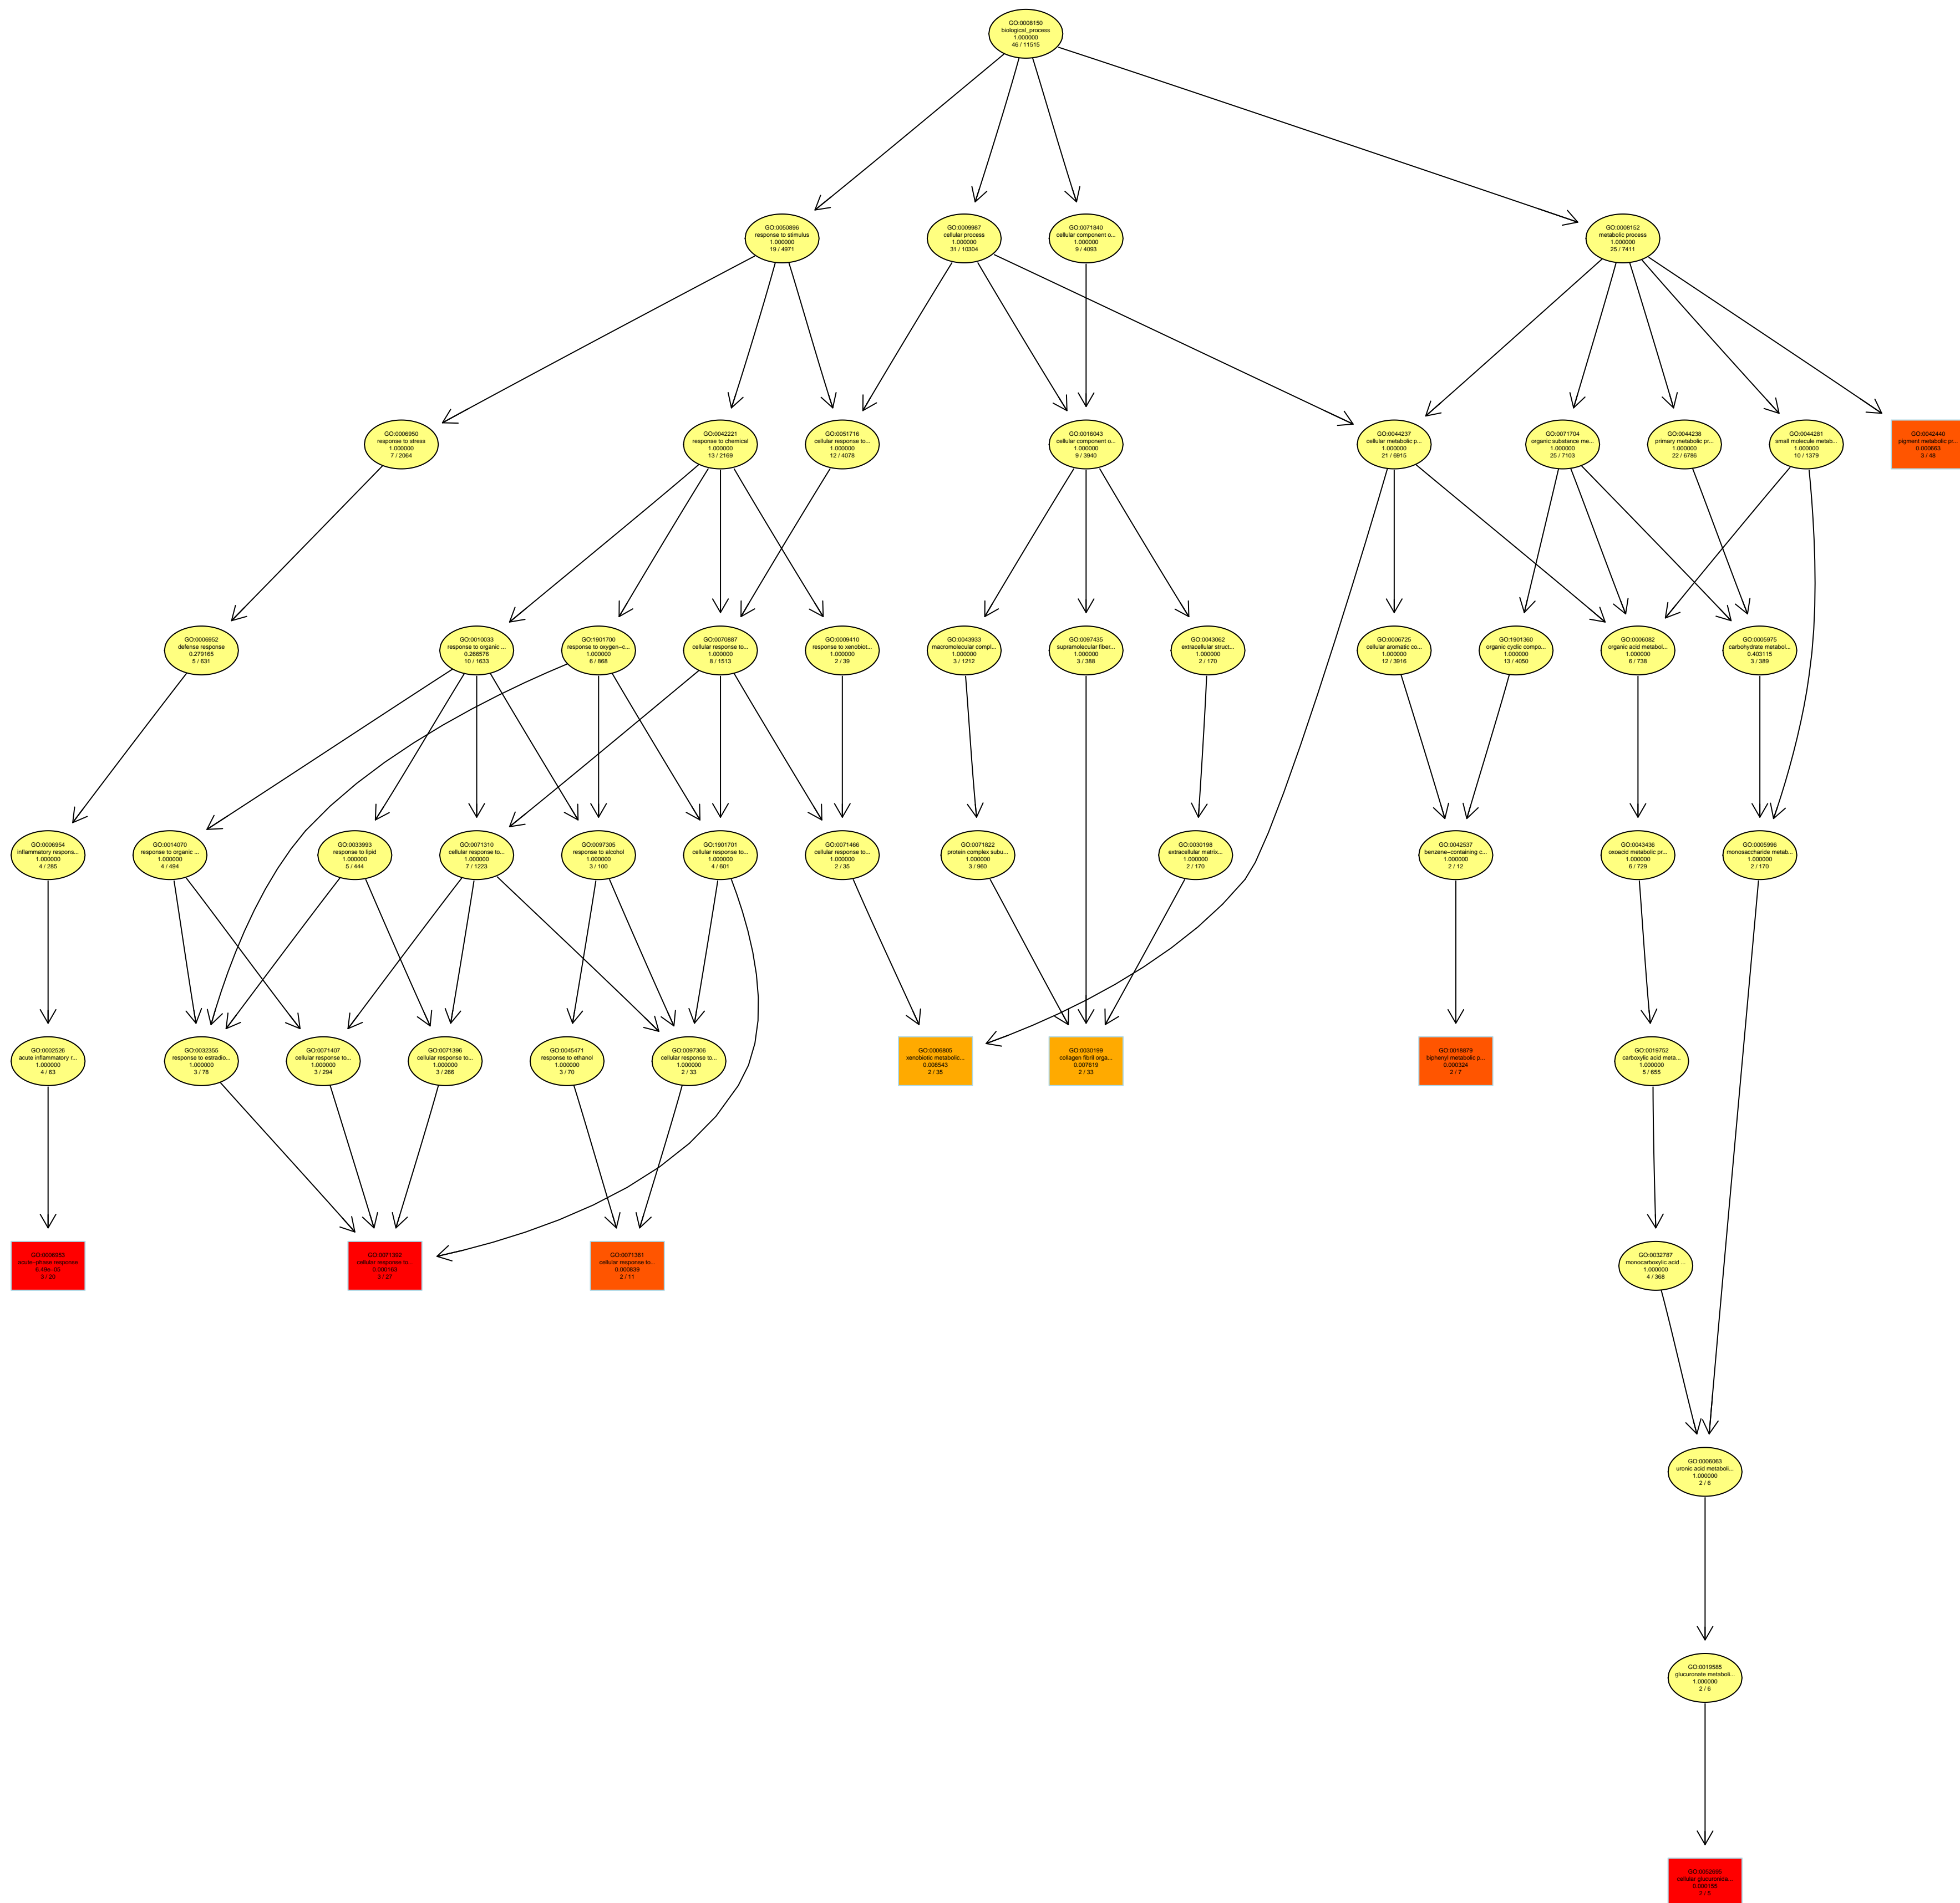 GO:0008150
biological_process
1.000000
46 / 11515
GO:0050896
response to stimulus
1.000000
19 / 4971
GO:0009987
cellular process
1.000000
31 / 10304
GO:0071840
cellular component o...
1.000000
9 / 4093
GO:0008152
metabolic process
1.000000
25 / 7411
GO:0006950
response to stress
1.000000
7 / 2064
GO:0042221
response to chemical
1.000000
13 / 2169
GO:0051716
cellular response to...
1.000000
12 / 4078
GO:0016043
cellular component o...
1.000000
9 / 3940
GO:0044237
cellular metabolic p...
1.000000
21 / 6915
GO:0071704
organic substance me...
1.000000
25 / 7103
GO:0044238
primary metabolic pr...
1.000000
22 / 6786
GO:0044281
small molecule metab...
1.000000
10 / 1379
GO:0042440
pigment metabolic pr...
0.000663
3 / 48
GO:0006952
defense response
0.279165
5 / 631
GO:0010033
response to organic ...
0.266576
10 / 1633
GO:1901700
response to oxygen−c...
1.000000
6 / 868
GO:0070887
cellular response to...
1.000000
8 / 1513
GO:0009410
response to xenobiot...
1.000000
2 / 39
GO:0043933
macromolecular compl...
1.000000
3 / 1212
GO:0097435
supramolecular fiber...
1.000000
3 / 388
GO:0043062
extracellular struct...
1.000000
2 / 170
GO:0006725
cellular aromatic co...
1.000000
12 / 3916
GO:1901360
organic cyclic compo...
1.000000
13 / 4050
GO:0006082
organic acid metabol...
1.000000
6 / 738
GO:0005975
carbohydrate metabol...
0.403115
3 / 389
GO:0006954
inflammatory respons...
1.000000
4 / 285
GO:0014070
response to organic ...
1.000000
4 / 494
GO:0033993
response to lipid
1.000000
5 / 444
GO:0071310
cellular response to...
1.000000
7 / 1223
GO:0097305
response to alcohol
1.000000
3 / 100
GO:1901701
cellular response to...
1.000000
4 / 601
GO:0071466
cellular response to...
1.000000
2 / 35
GO:0071822
protein complex subu...
1.000000
3 / 960
GO:0030198
extracellular matrix...
1.000000
2 / 170
GO:0042537
benzene−containing c...
1.000000
2 / 12
GO:0043436
oxoacid metabolic pr...
1.000000
6 / 729
GO:0005996
monosaccharide metab...
1.000000
2 / 170
GO:0002526
acute inflammatory r...
1.000000
4 / 63
GO:0032355
response to estradio...
1.000000
3 / 78
GO:0071407
cellular response to...
1.000000
3 / 294
GO:0071396
cellular response to...
1.000000
3 / 266
GO:0045471
response to ethanol
1.000000
3 / 70
GO:0097306
cellular response to...
1.000000
2 / 33
GO:0006805
xenobiotic metabolic...
0.008543
2 / 35
GO:0030199
collagen fibril orga...
0.007619
2 / 33
GO:0018879
biphenyl metabolic p...
0.000324
2 / 7
GO:0019752
carboxylic acid meta...
1.000000
5 / 655
GO:0006953
acute−phase response
3 / 30
GO:0071392
cellular response to...
3 / 27
GO:0071361
cellular response to...
0.000839
2 / 11
GO:0032787
monocarboxylic acid ...
1.000000
4 / 368
GO:0006063
uronic acid metaboli...
1.000000
2 / 6
GO:0019585
glucuronate metaboli...
1.000000
2 / 6
GO:0052695
cellular glucuronida...